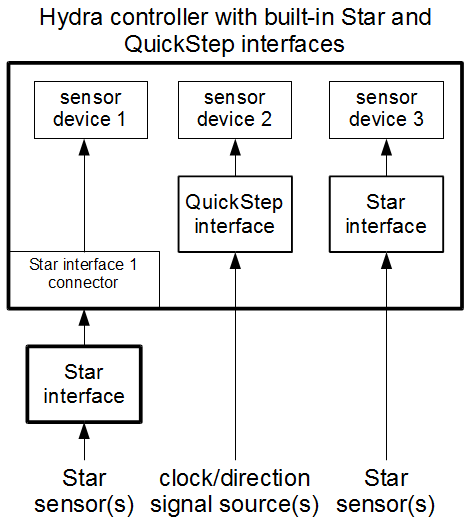 Hydra controller with built-in Star and
QuickStep interfaces
sensor
device 1
sensor
device 2
sensor
device 3
QuickStep
interface
Star
interface
Star interface 1
connector
Star
interface
Star
sensor(s)
clock/direction
signal source(s)
Star
sensor(s)